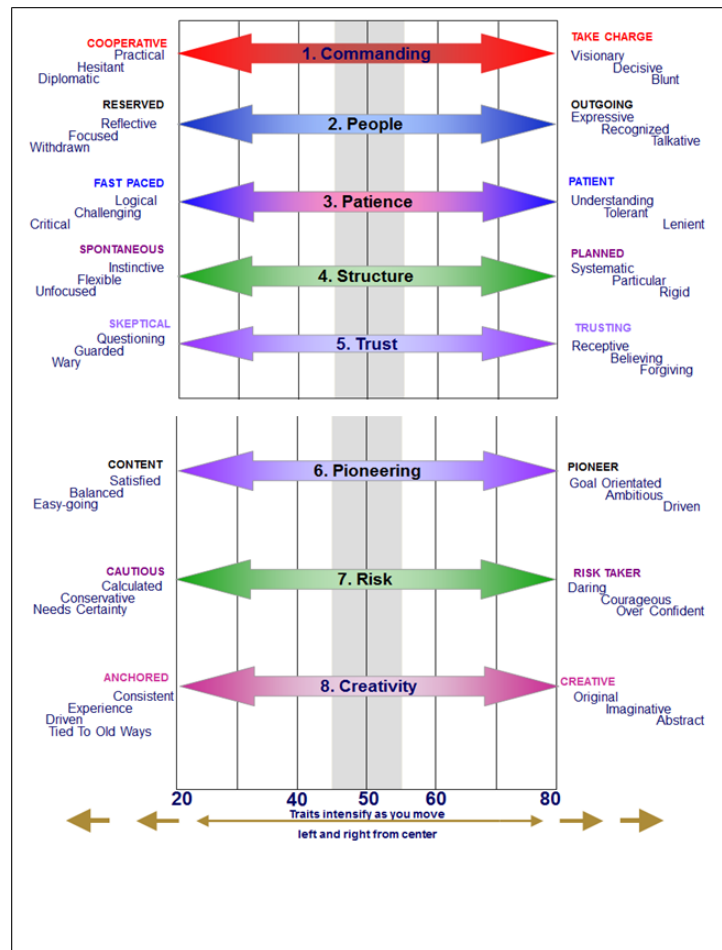 COOPERATIVE
Practical
Hesitant
Diplomatic
1. Commanding
TAKE CHARGE
Visionary
Decisive
Blunt
RESERVED
Reflective
Focused
Withdrawn
2. People
OUTGOING
Expressive
Recognized
Talkative
FAST PACED
Logical
Challenging
Critical
3. Patience
PATIENT
Understanding
Tolerant
Lenient
SPONTANEOUS
Instinctive
Flexible
Unfocused
4. Structure
PLANNED
Systematic
Particular
Rigid
SKEPTICAL
Questioning
Guarded
Wary
5. Trust
TRUSTING
Receptive
Believing
Forgiving
CONTENT
Satisfied
Balanced
Easy-going
6. Pioneering
PIONEER
Goal Orientated
Ambitious
Driven
CAUTIOUS
Calculated
Conservative
Needs Certainty
7. Risk
RISK TAKER
Daring
Courageous
Over Confident
ANCHORED
Consistent
Experience
Driven
Tied To Old Ways
8. Creativity
CREATIVE
Original
Imaginative
Abstract
20 40 50 60 80
Traits intensify as you move
left and right from center